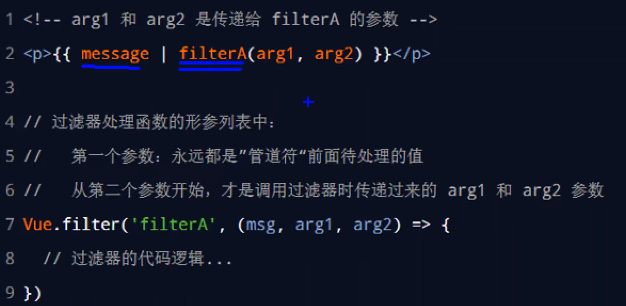 1 <!-- arg1 和 arg2 是传递给 filterA 的参数 -->
2 <p>{{ message | filterA(arg1, arg2) }}</p>
3
4 // 过滤器处理函数的形参列表中：
5 //   第一个参数：永远都是”管道符“前面待处理的值
6 //   从第二个参数开始，才是调用过滤器时传递过来的 arg1 和 arg2 参数
7 Vue.filter('filterA', (msg, arg1, arg2) => {
8   // 过滤器的代码逻辑...
9 })